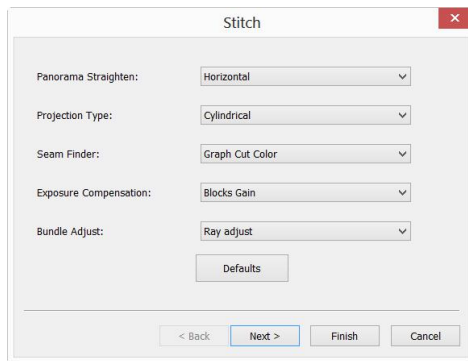 Stitch
Panorama Straighten: Horizontal
Projection Type: Cylindrical
Seam Finder: Graph Cut Color
Exposure Compensation: Blocks Gain
Bundle Adjust: Ray adjust
Defaults
< Back Next > Finish Cancel